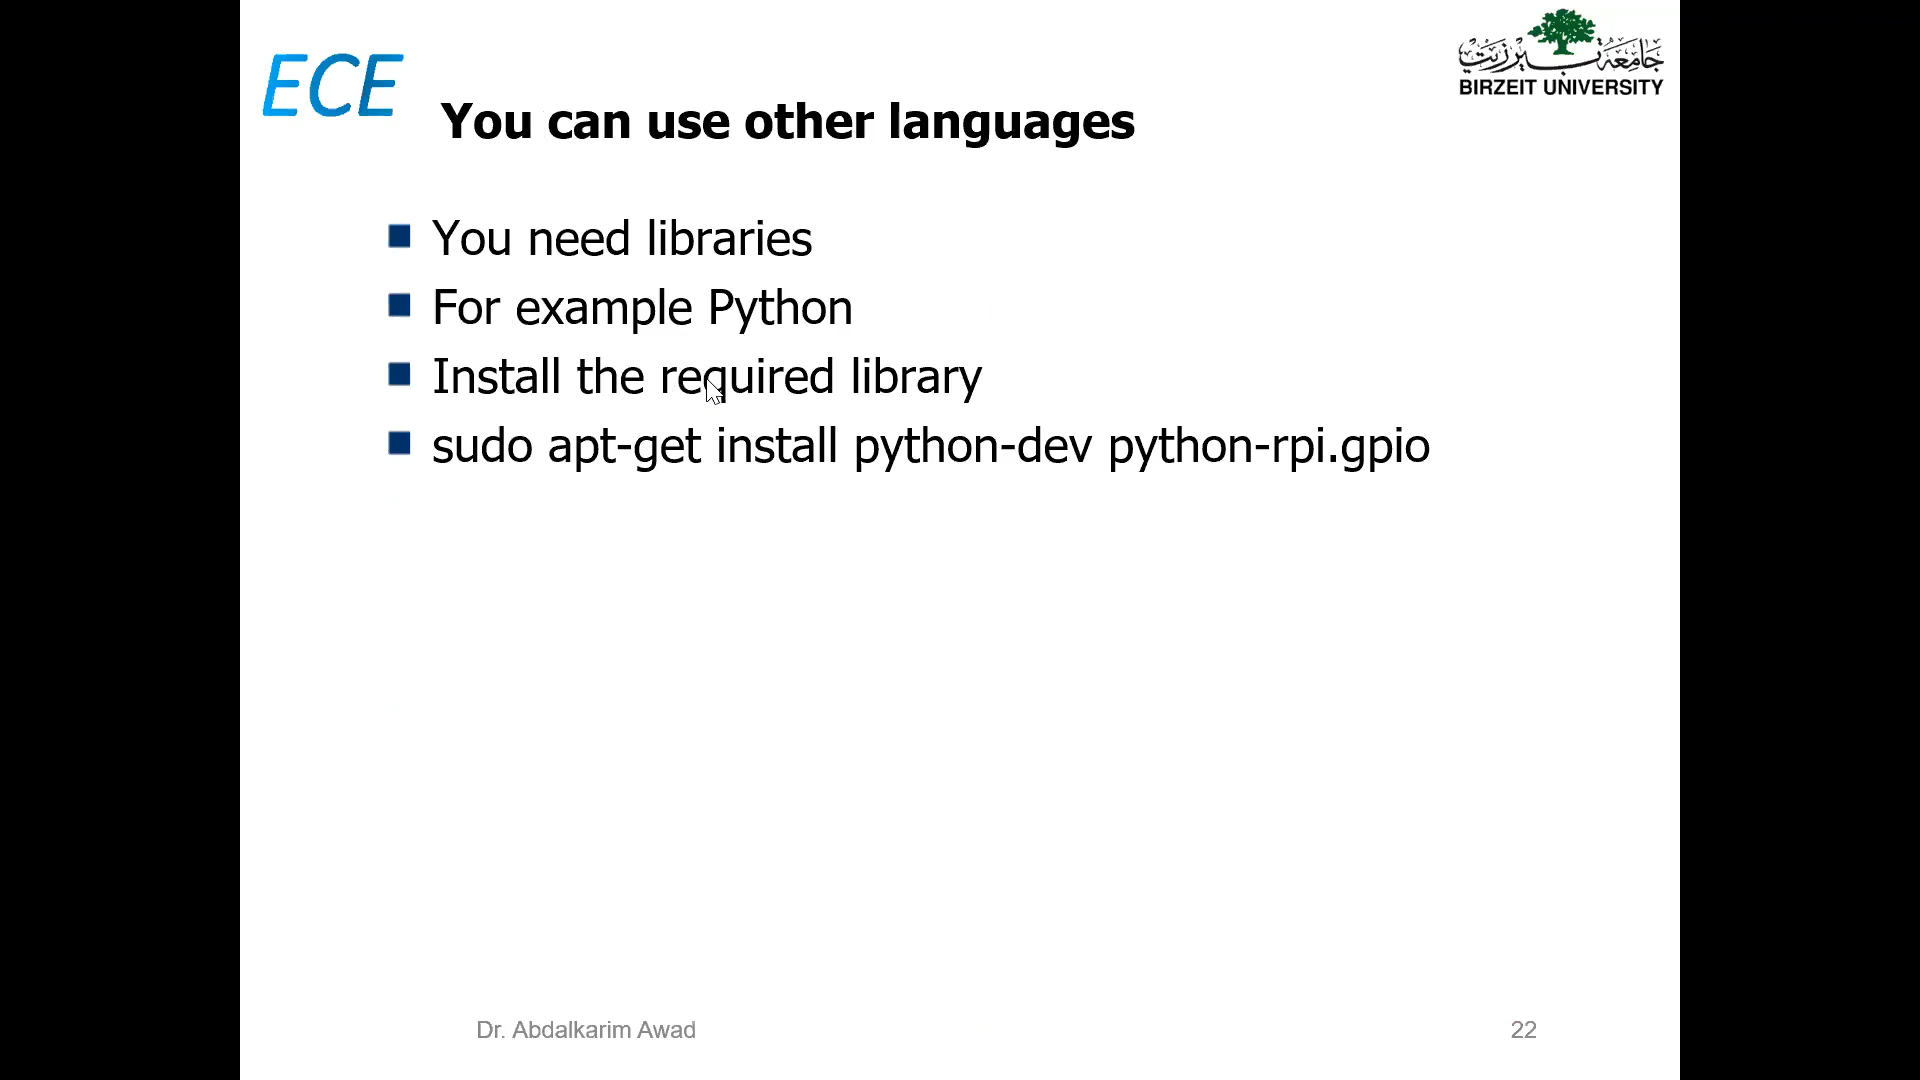 ECE
جامعة بيرزيت
BIRZEIT UNIVERSITY
You can use other languages
You need libraries
For example Python
Install the required library
sudo apt-get install python-dev python-rpi.gpio
Dr. Abdalkarim Awad
22